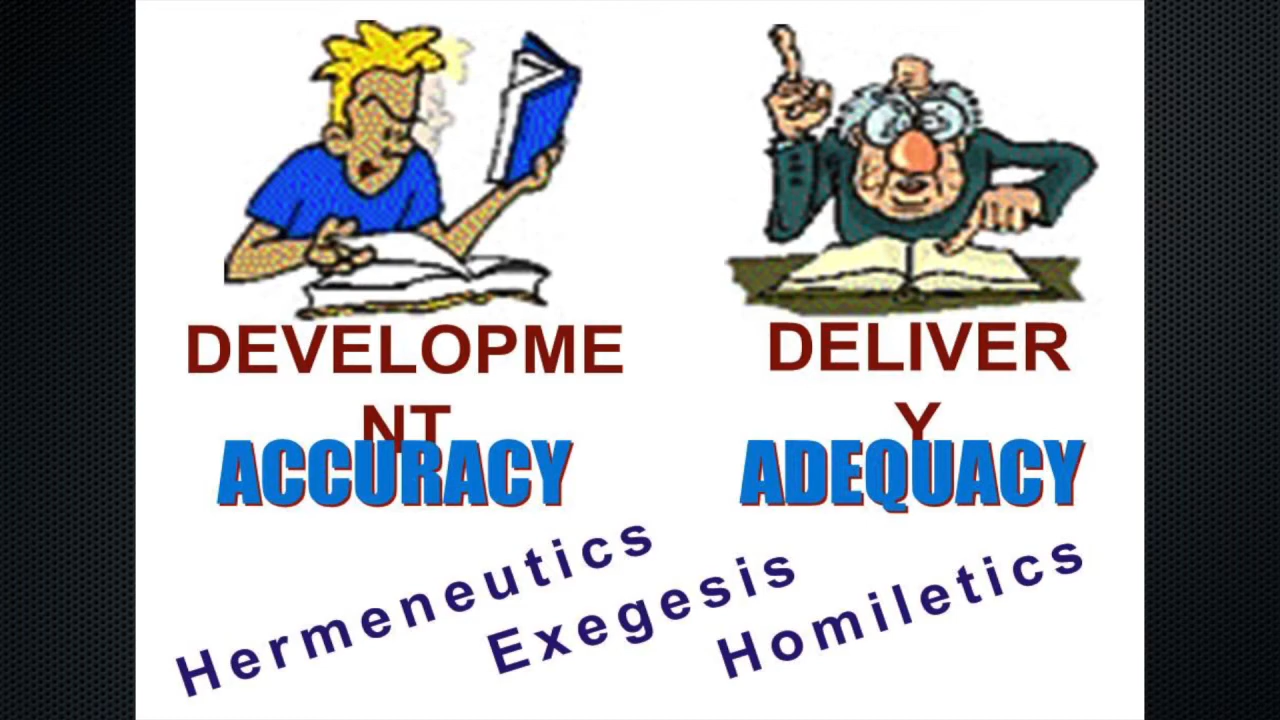 DEVELOPME
NT
ACCURACY
DELIVER
Y
ADEQUACY
Hermeneutics
Exegesis
Homiletics